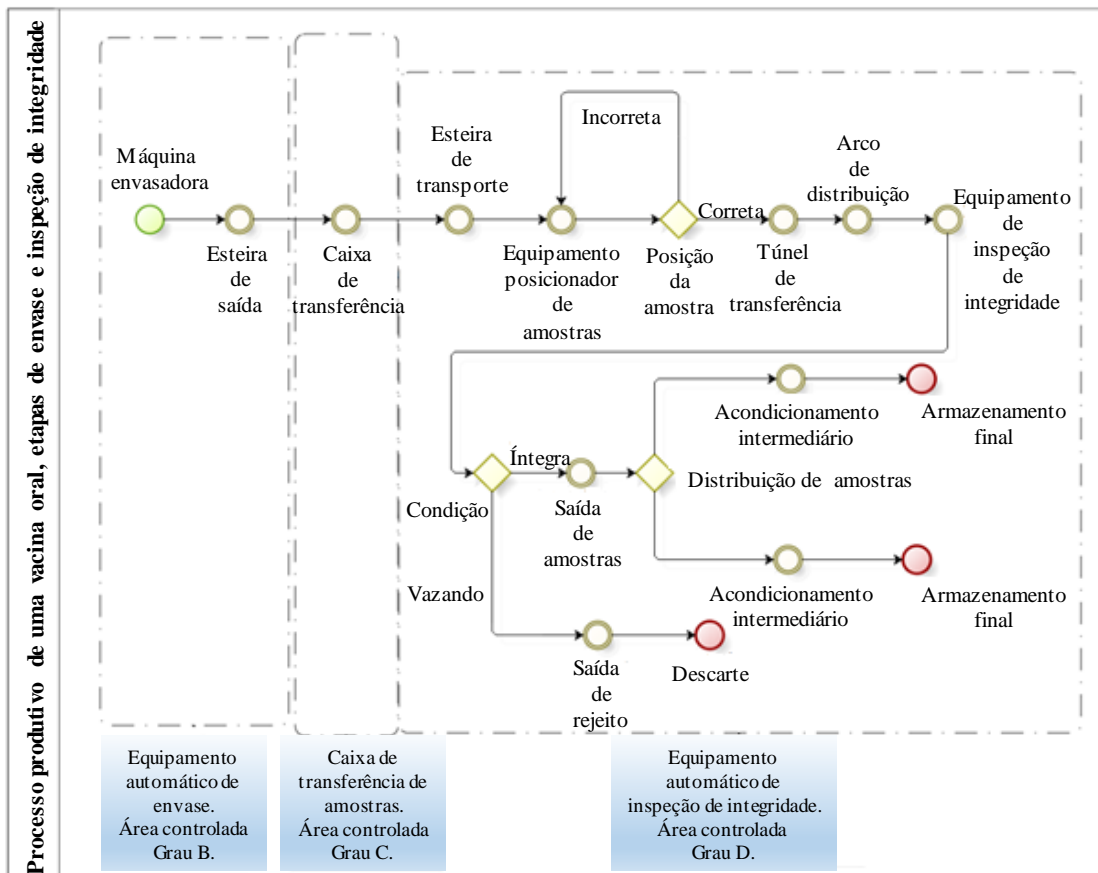 Processo produtivo de uma vacina oral, etapas de envase e inspeção de integridade
Máquina
envasadora
Esteira
de
saída
Caixa
de
transferência
Esteira
de
transporte
Incorreta
Equipamento
posicionador
de
amostras
Correta
Posição
da
amostra
Túnel
de
transferência
Arco
de
distribuição
Equipamento
de
inspeção
de
integridade
Acondicionamento
intermediário
Armazenamento
final
Condição
Íntegra
Saída
de
amostras
Distribuição de amostras
Vazando
Acondicionamento
intermediário
Armazenamento
final
Saída
de
rejeito
Descarte
Equipamento
automático de
envase.
Área controlada
Grau B.
Caixa de
transferência de
amostras.
Área controlada
Grau C.
Equipamento
automático de
inspeção de integridade.
Área controlada
Grau D.